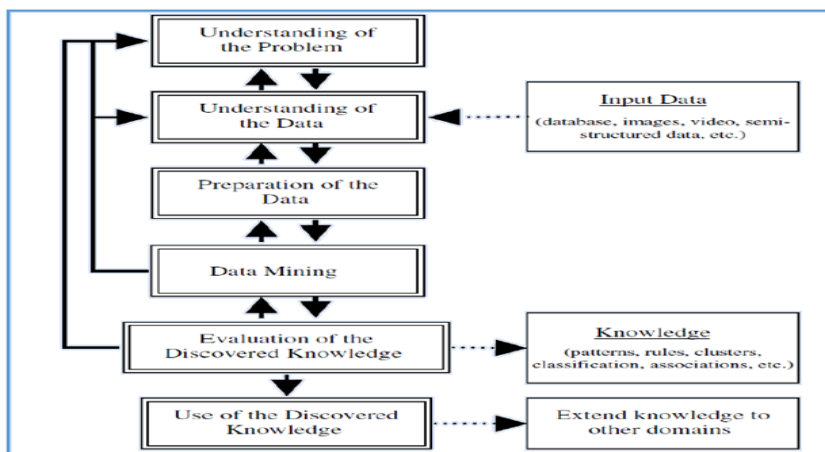 Understanding of
the Problem
Understanding of
the Data
Input Data
(database, images, video, semi-
structured data, etc.)
Preparation of the
Data
Data Mining
Evaluation of the
Discovered Knowledge
Knowledge
(patterns, rules, clusters,
classification, associations, etc.)
Use of the Discovered
Knowledge
Extend knowledge to
other domains